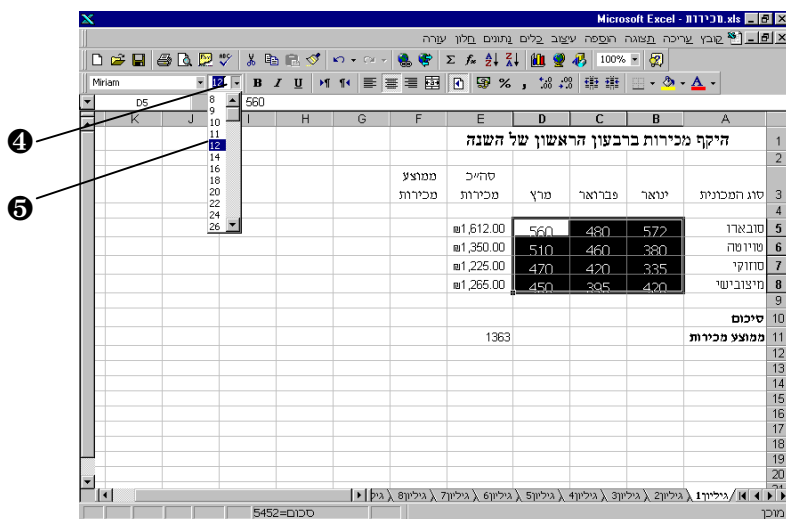 Microsoft Excel - מכירות.xls
קובץ עריכה תצוגה הוספה עיצוב כלים נתונים חלון עזרה
100%
Miriam 12
D5 560
8
9
10
11
12
14
16
18
20
22
24
26
A B C D E F G H I J K
1 היקף מכירות ברבעון הראשון של השנה
2
סה״כ ממוצע
3 סוג המכונית ינואר פברואר מרץ מכירות מכירות
4
5 סובארו 572 480 560 ₪1,612.00
6 טויוטה 380 460 510 ₪1,350.00
7 סוזוקי 335 420 470 ₪1,225.00
8 מיצובישי 420 395 450 ₪1,265.00
9
10 סיכום
11 ממוצע מכירות 1363
12
13
14
15
16
17
18
19
20
גיליון1 גיליון2 גיליון3 גיליון4 גיליון5 גיליון6 גיליון7 גיליון8 גיל
מוכן סכום=5452
4
5